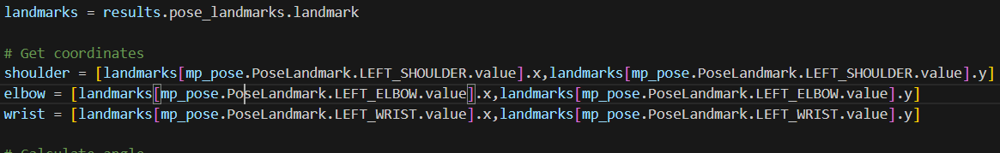 landmarks = results.pose_landmarks.landmark
# Get coordinates
shoulder = [landmarks[mp_pose.PoseLandmark.LEFT_SHOULDER.value].x,landmarks[mp_pose.PoseLandmark.LEFT_SHOULDER.value].y]
elbow = [landmarks[mp_pose.PoseLandmark.LEFT_ELBOW.value].x,landmarks[mp_pose.PoseLandmark.LEFT_ELBOW.value].y]
wrist = [landmarks[mp_pose.PoseLandmark.LEFT_WRIST.value].x,landmarks[mp_pose.PoseLandmark.LEFT_WRIST.value].y]
# Calculate angle